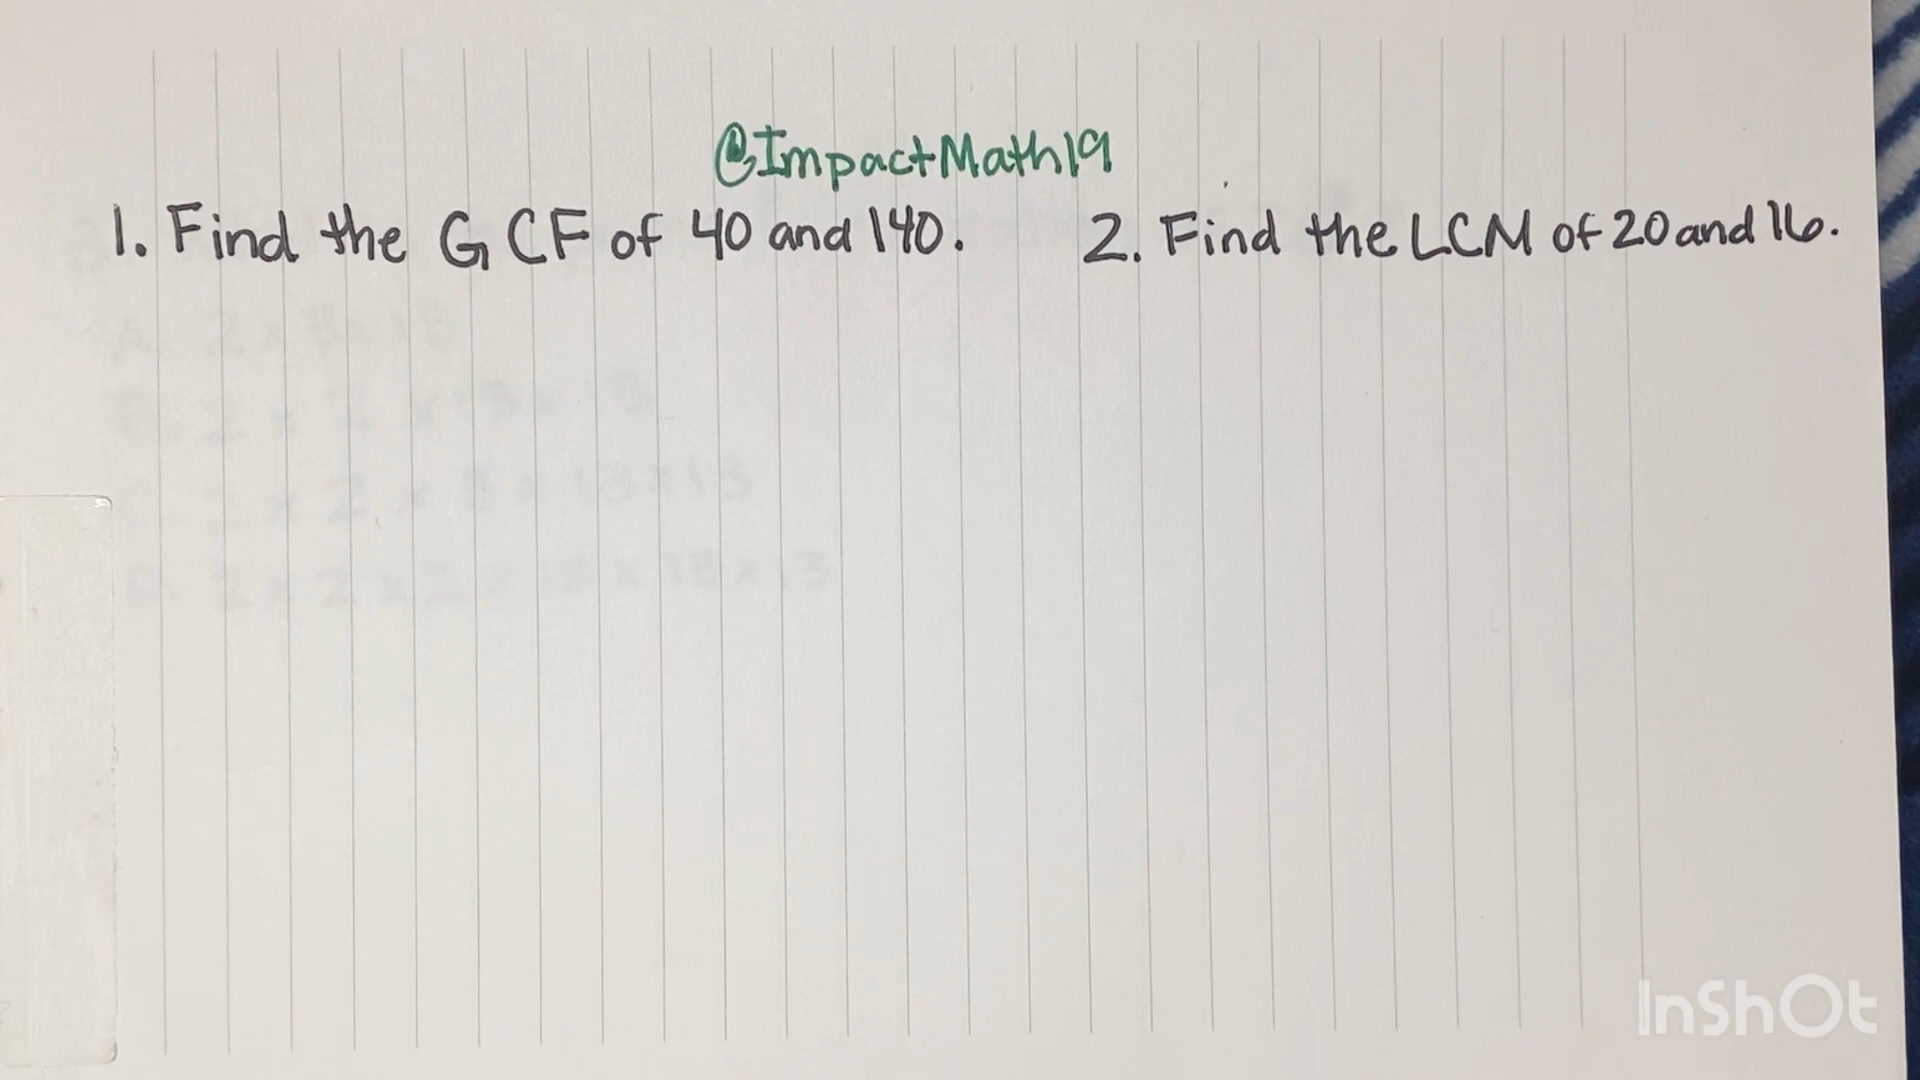 @ImpactMath19
1. Find the GCF of 40 and 140.
2. Find the LCM of 20 and 16.
InShOt